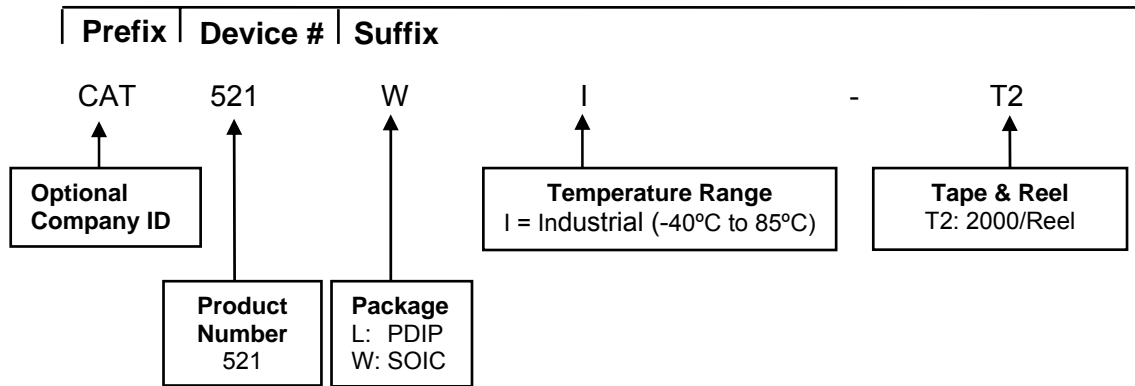 Prefix Device # Suffix
CAT 521 W I - T2
Optional
Company ID
Temperature Range
I = Industrial (-40ºC to 85ºC)
Tape & Reel
T2: 2000/Reel
Product
Number
521
Package
L: PDIP
W: SOIC